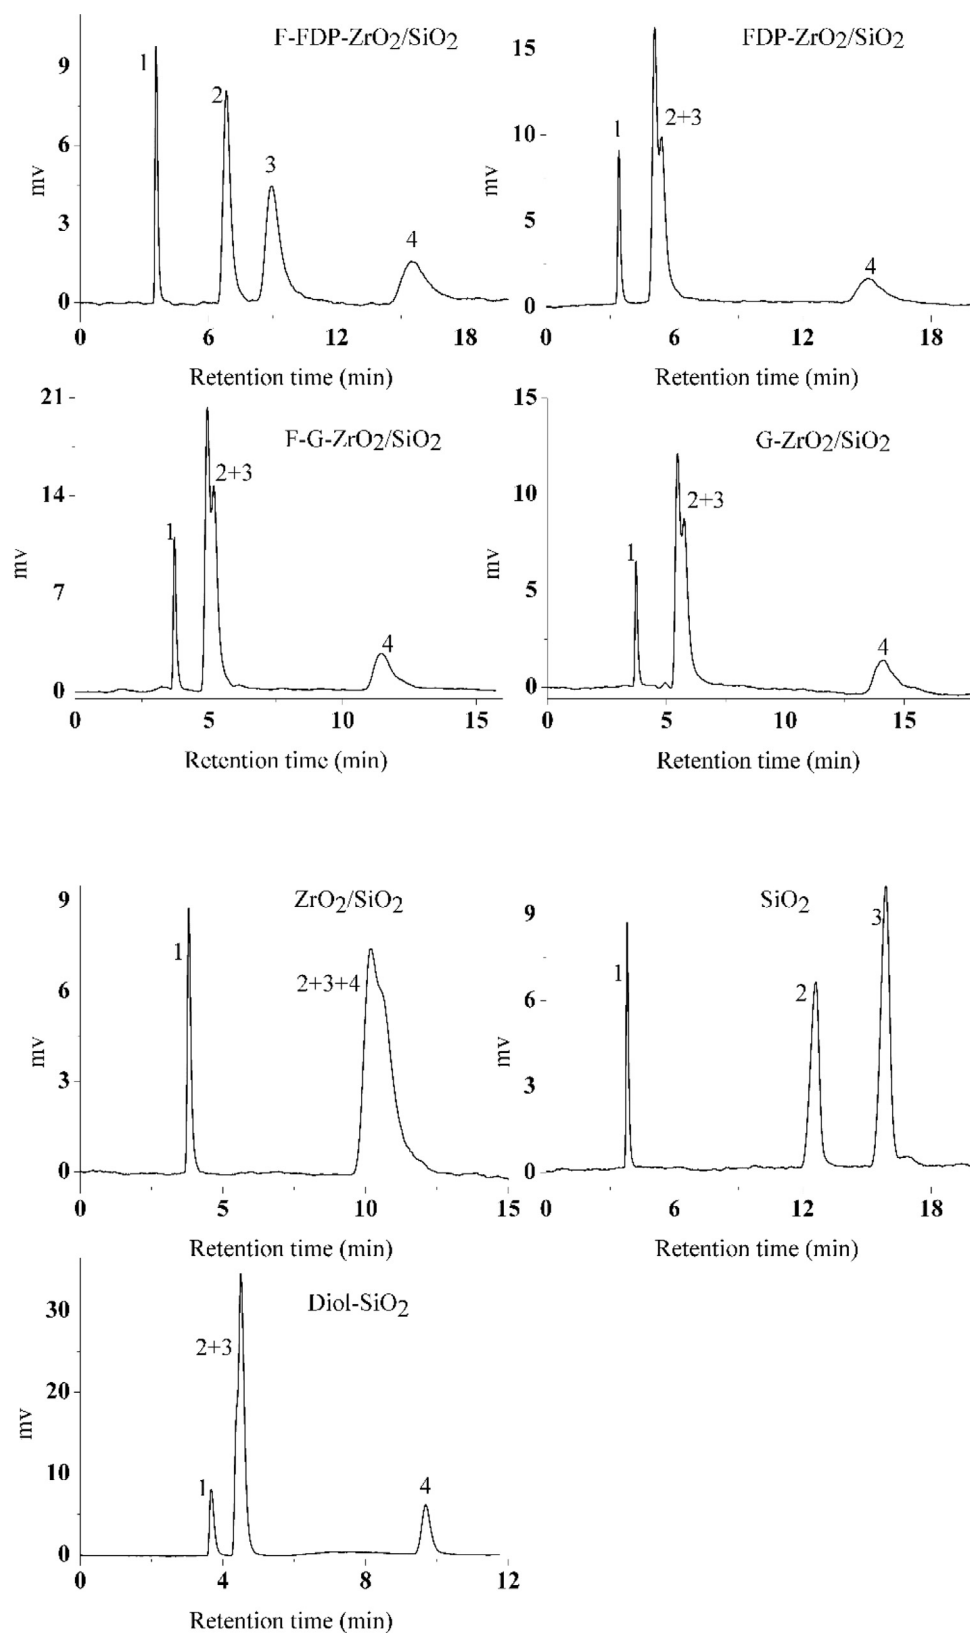 F-FDP-ZrO2/SiO2
9
6
3
0
mv
1
2
3
4
0 6 12 18
Retention time (min)
FDP-ZrO2/SiO2
15
10
5
0
mv
1
2+3
4
0 6 12 18
Retention time (min)
F-G-ZrO2/SiO2
21
14
7
0
mv
1
2+3
4
0 5 10 15
Retention time (min)
G-ZrO2/SiO2
15
10
5
0
mv
1
2+3
4
0 5 10 15
Retention time (min)
ZrO2/SiO2
9
6
3
0
mv
1
2+3+4
0 5 10 15
Retention time (min)
SiO2
9
6
3
0
mv
1
2
3
0 6 12 18
Retention time (min)
Diol-SiO2
30
20
10
0
mv
1
2+3
4
0 4 8 12
Retention time (min)